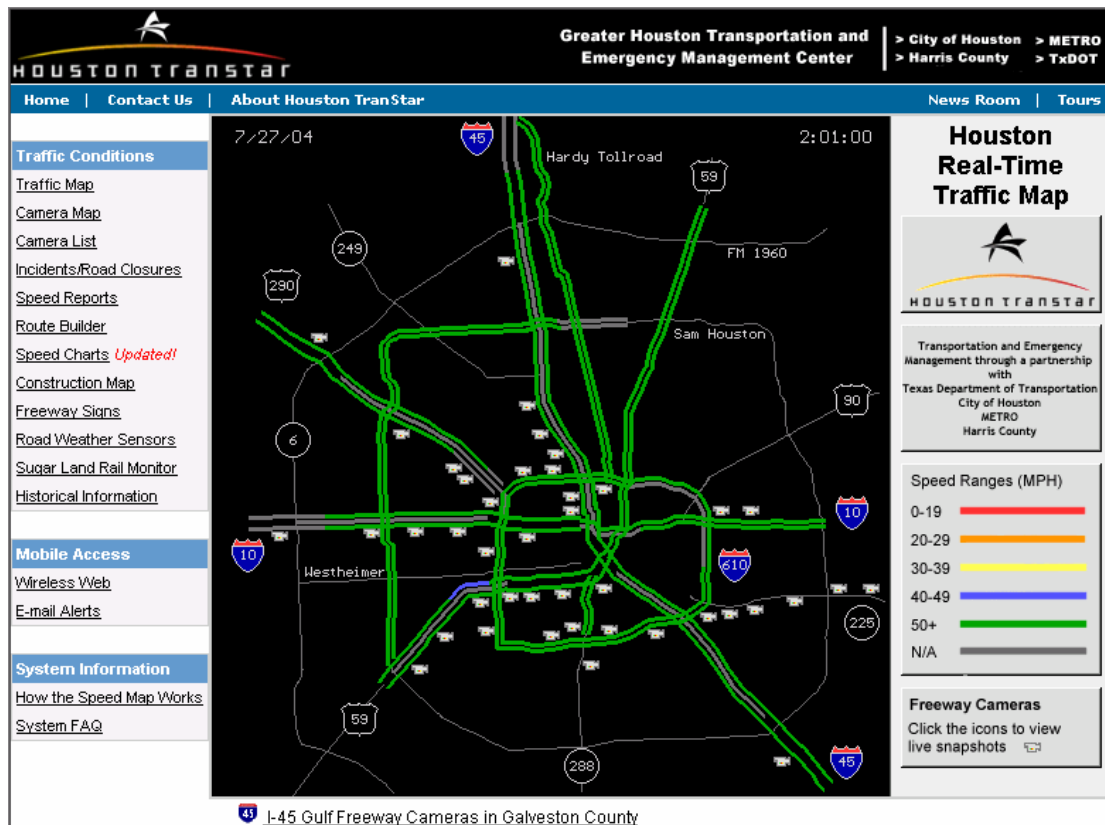 HOUSTON TRANSTAR
Greater Houston Transportation and
Emergency Management Center
> City of Houston > METRO
> Harris County > TxDOT
Home | Contact Us | About Houston TranStar
News Room | Tours
Traffic Conditions
Traffic Map
Camera Map
Camera List
Incidents/Road Closures
Speed Reports
Route Builder
Speed Charts Updated!
Construction Map
Freeway Signs
Road Weather Sensors
Sugar Land Rail Monitor
Historical Information
Mobile Access
Wireless Web
E-mail Alerts
System Information
How the Speed Map Works
System FAQ
7/27/04
2:01:00
45
Hardy Tollroad
59
249
FM 1960
290
Sam Houston
90
6
10
10
610
Westheimer
225
59
288
45
Houston
Real-Time
Traffic Map
HOUSTON TRANSTAR
Transportation and Emergency
Management through a partnership
with
Texas Department of Transportation
City of Houston
METRO
Harris County
Speed Ranges (MPH)
0-19
20-29
30-39
40-49
50+
N/A
Freeway Cameras
Click the icons to view
live snapshots
45 I-45 Gulf Freeway Cameras in Galveston County